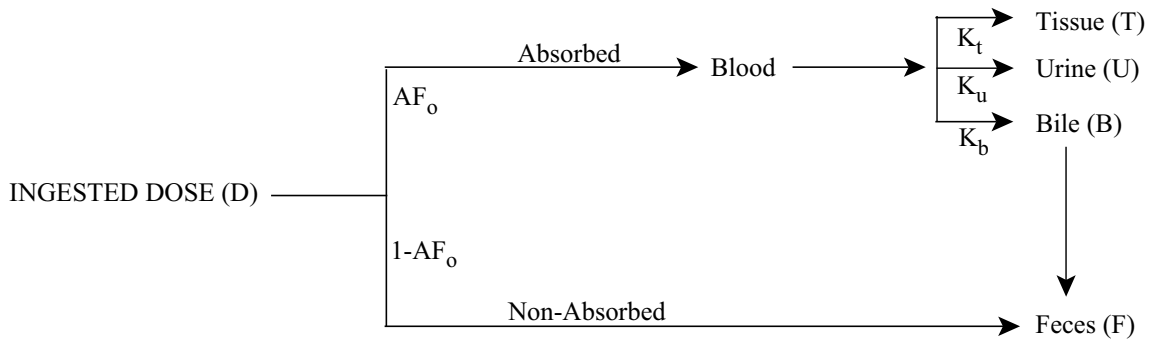 Tissue (T)
K_t
Absorbed
Blood
Urine (U)
AF_o
K_u
Bile (B)
K_b
INGESTED DOSE (D)
1-AF_o
Non-Absorbed
Feces (F)